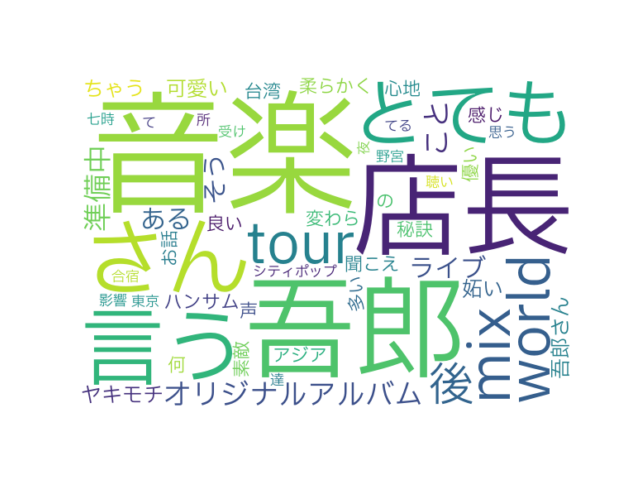 ちゃう
可愛い
台湾
柔らかく
心地
とても
七時
て
所
音楽
受け
てる
感じ
思う
とこ
夜
野宮
優い
準備中
そう
店長
聴い
の
ある
良い
変わら
秘訣
さん
tour
お話
シティポップ
聞こえ
ライブ
合宿
言う
吾郎
多い
妬い
world
mix
影響
東京
ハンサム
声
素敵
アジア
何
達
後
吾郎さん
ヤキモチ
オリジナルアルバム